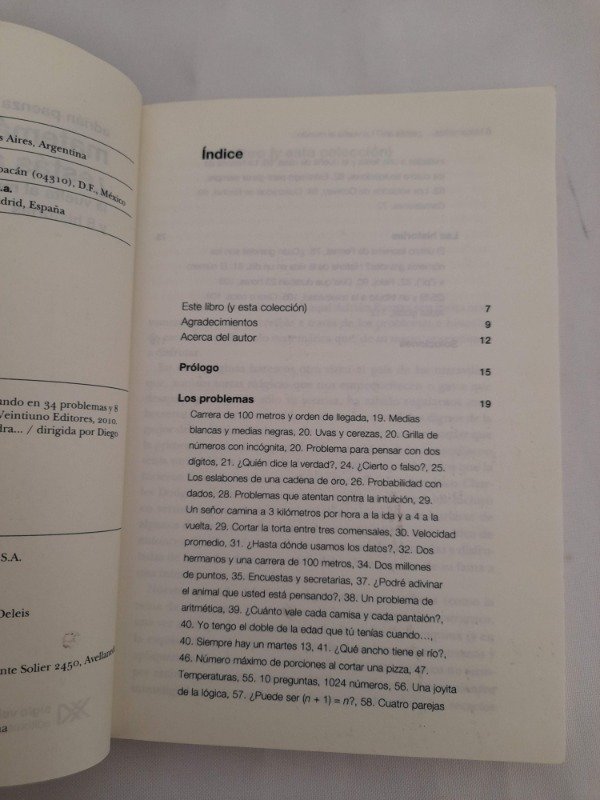 s Aires, Argentina
oacán (04310), D.F., México
.a.
adrid, España
ando en 34 problemas y 8
Veintiuno Editores, 2010.
dra... / dirigida por Diego
S.A.
Deleis
nte Solier 2450, Avellane
na
Índice
Este libro (y esta colección) 7
Agradecimientos 9
Acerca del autor 12
Prólogo 15
Los problemas 19
Carrera de 100 metros y orden de llegada, 19. Medias
blancas y medias negras, 20. Uvas y cerezas, 20. Grilla de
números con incógnita, 20. Problema para pensar con dos
dígitos, 21. ¿Quién dice la verdad?, 24. ¿Cierto o falso?, 25.
Los eslabones de una cadena de oro, 26. Probabilidad con
dados, 28. Problemas que atentan contra la intuición, 29.
Un señor camina a 3 kilómetros por hora a la ida y a 4 a la
vuelta, 29. Cortar la torta entre tres comensales, 30. Velocidad
promedio, 31. ¿Hasta dónde usamos los datos?, 32. Dos
hermanos y una carrera de 100 metros, 34. Dos millones
de puntos, 35. Encuestas y secretarias, 37. ¿Podré adivinar
el animal que usted está pensando?, 38. Un problema de
aritmética, 39. ¿Cuánto vale cada camisa y cada pantalón?,
40. Yo tengo el doble de la edad que tú tenías cuando...,
40. Siempre hay un martes 13, 41. ¿Qué ancho tiene el río?,
46. Número máximo de porciones al cortar una pizza, 47.
Temperaturas, 55. 10 preguntas, 1024 números, 56. Una joyita
de la lógica, 57. ¿Puede ser (n + 1) = n?, 58. Cuatro parejas